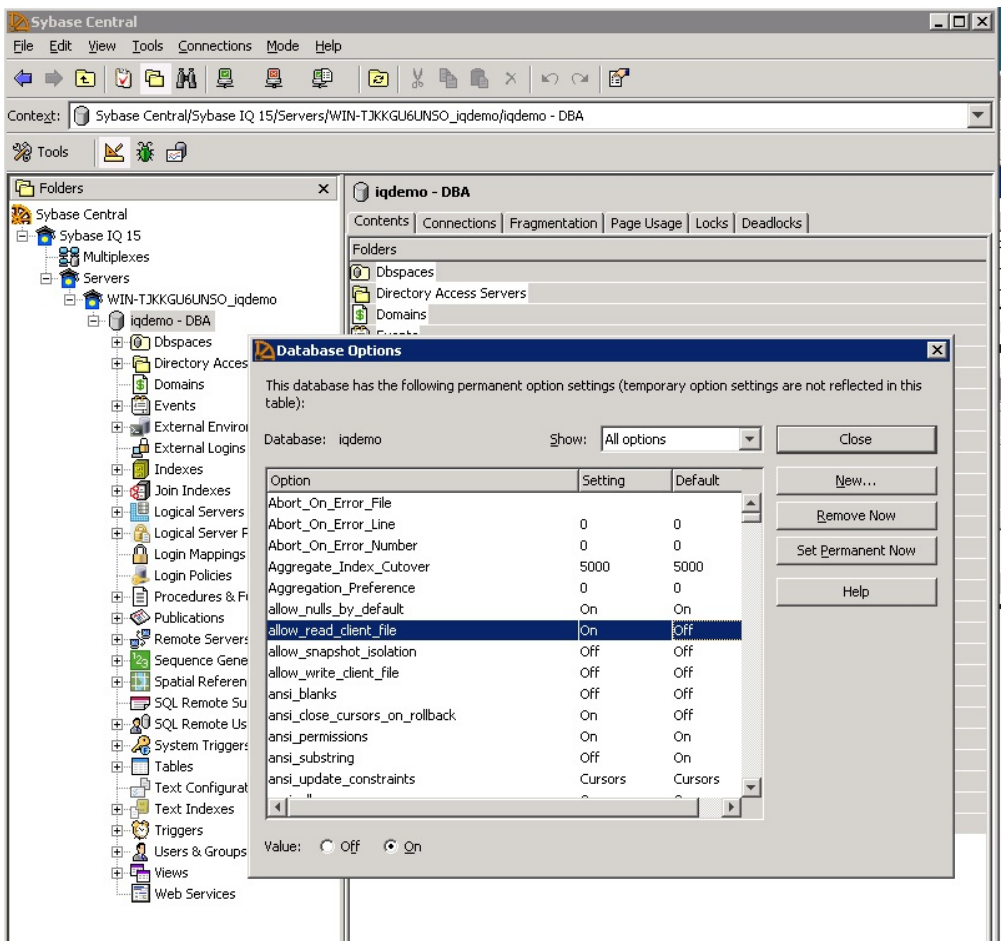 Sybase Central
File Edit View Tools Connections Mode Help
Context: Sybase Central/Sybase IQ 15/Servers/WIN-TJKKGU6UNSO_iqdemo/iqdemo - DBA
Tools
Folders
Sybase Central
Sybase IQ 15
Multiplexes
Servers
WIN-TJKKGU6UNSO_iqdemo
iqdemo - DBA
Dbspaces
Directory Acces
Domains
Events
External Enviro
External Logins
Indexes
Join Indexes
Logical Servers
Logical Server P
Login Mappings
Login Policies
Procedures & F
Publications
Remote Servers
Sequence Gene
Spatial Referen
SQL Remote Su
SQL Remote Us
System Triggers
Tables
Text Configurat
Text Indexes
Triggers
Users & Groups
Views
Web Services
iqdemo - DBA
Contents Connections Fragmentation Page Usage Locks Deadlocks
Folders
Dbspaces
Directory Access Servers
Domains
Database Options
This database has the following permanent option settings (temporary option settings are not reflected in this
table):
Database: iqdemo Show: All options Close
Option Setting Default New...
Abort_On_Error_File
Abort_On_Error_Line 0 0 Remove Now
Abort_On_Error_Number 0 0 Set Permanent Now
Aggregate_Index_Cutover 5000 5000
Aggregation_Preference 0 0 Help
allow_nulls_by_default On On
allow_read_client_file On Off
allow_snapshot_isolation Off Off
allow_write_client_file Off Off
ansi_blanks Off Off
ansi_close_cursors_on_rollback On Off
ansi_permissions On On
ansi_substring Off On
ansi_update_constraints Cursors Cursors
Value: Off On